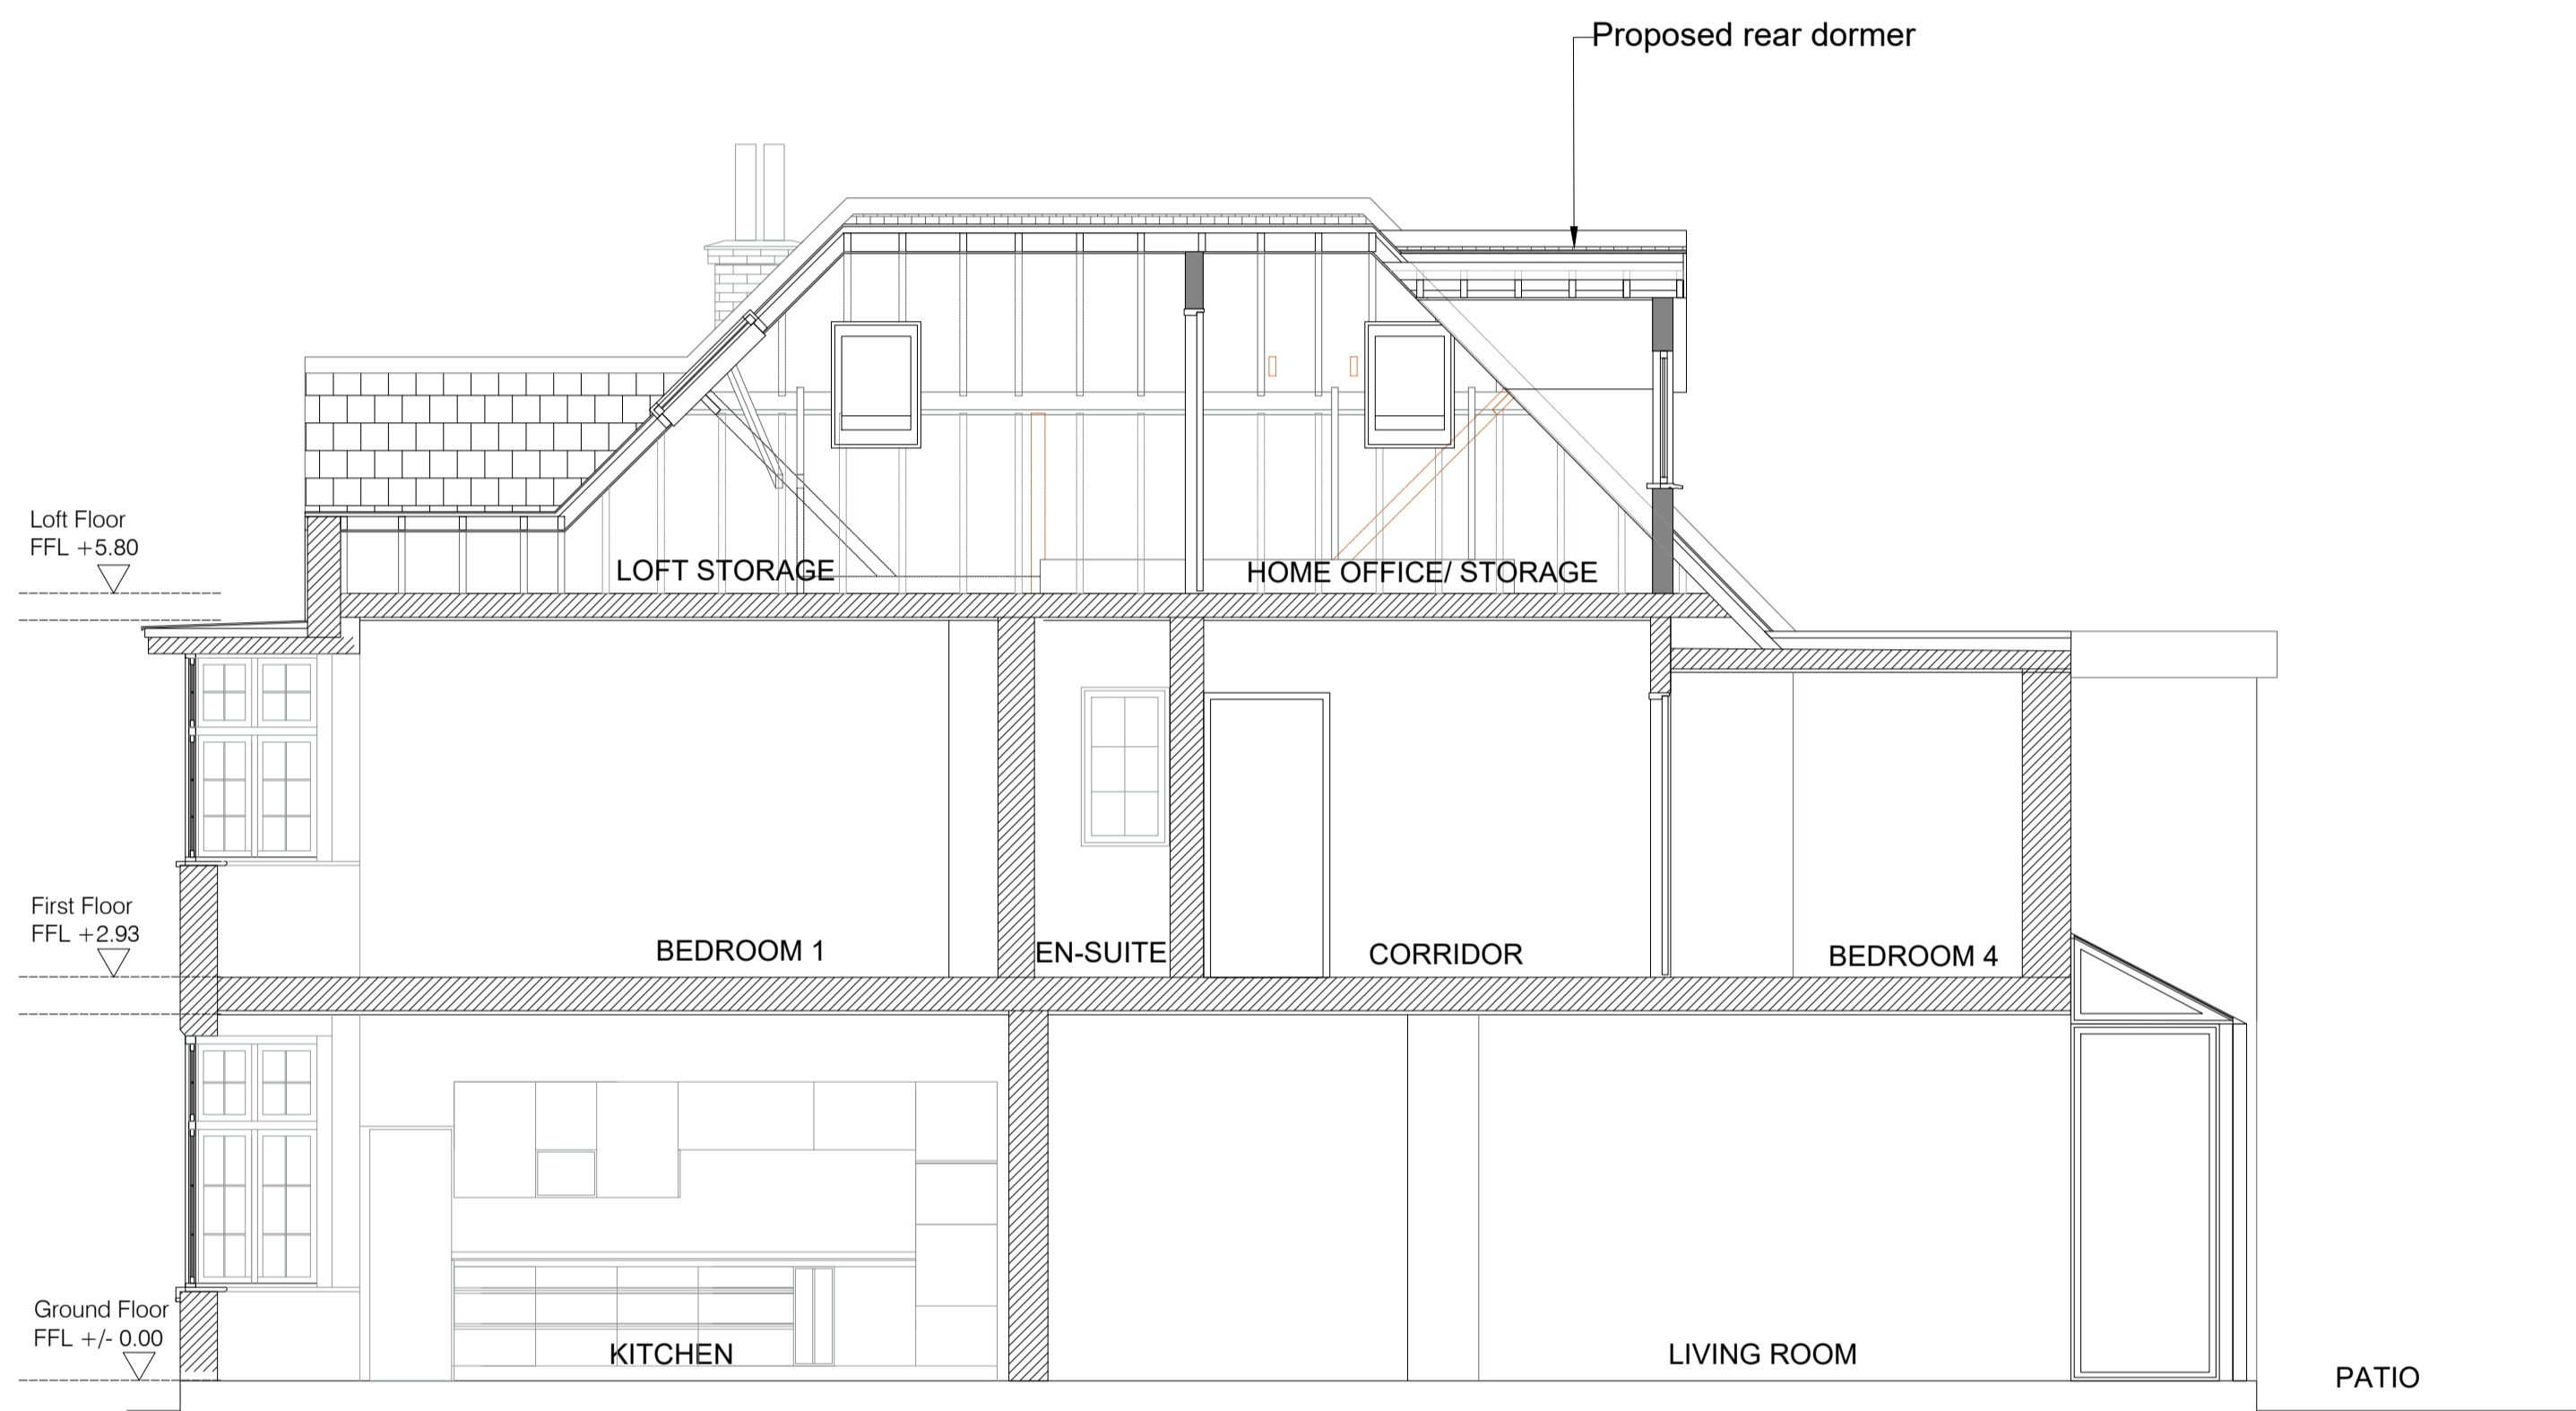 Proposed rear dormer
Loft Floor
FFL +5.80
LOFT STORAGE
HOME OFFICE/ STORAGE
First Floor
FFL +2.93
BEDROOM 1
EN-SUITE
CORRIDOR
BEDROOM 4
Ground Floor
FFL +/- 0.00
KITCHEN
LIVING ROOM
PATIO